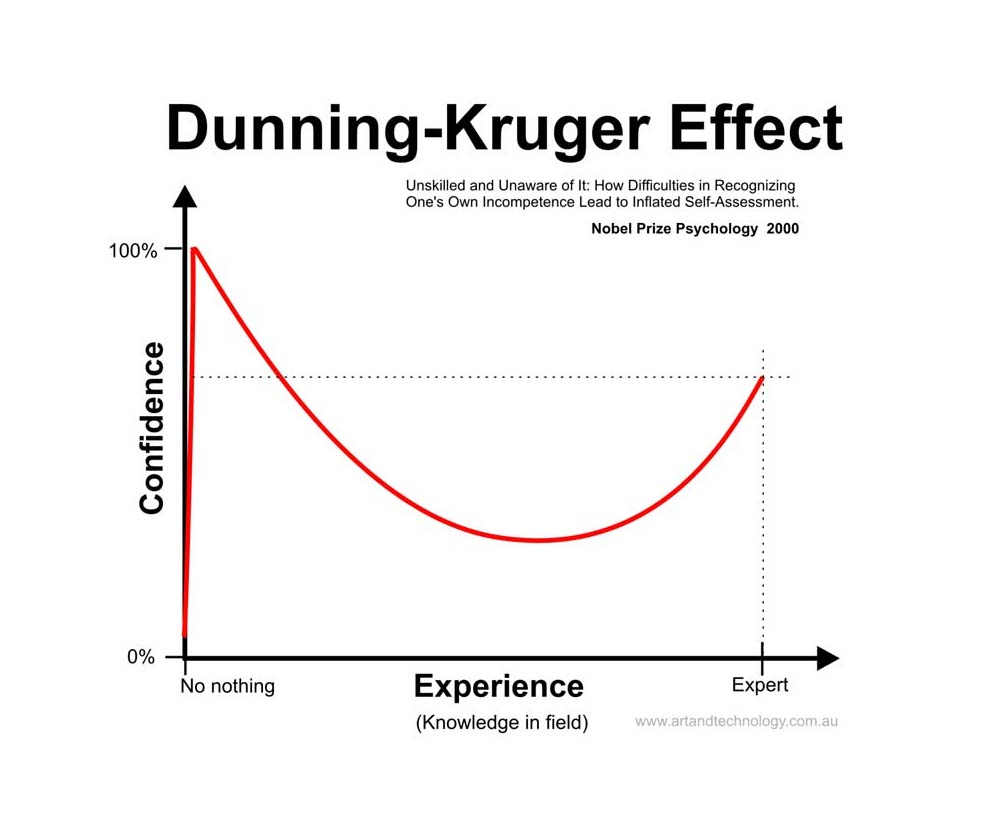 Dunning-Kruger Effect
Unskilled and Unaware of It: How Difficulties in Recognizing
One's Own Incompetence Lead to Inflated Self-Assessment.
Nobel Prize Psychology  2000
100%
Confidence
0%
No nothing
Experience
Expert
(Knowledge in field)
www.artandtechnology.com.au